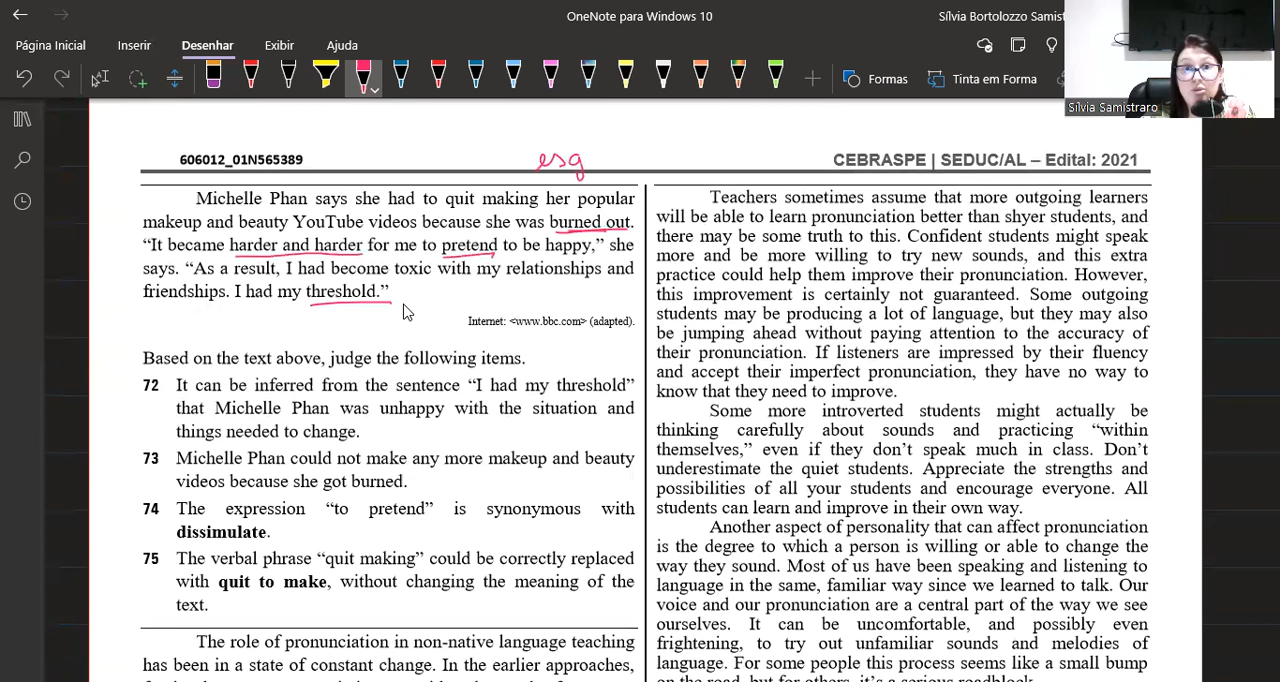 OneNote para Windows 10
Sílvia Bortolozzo Samist
Página Inicial
Inserir
Desenhar
Exibir
Ajuda
Formas
Tinta em Forma
Sílvia Samistraro
606012_01N565389
esg
CEBRASPE | SEDUC/AL – Edital: 2021
Michelle Phan says she had to quit making her popular
makeup and beauty YouTube videos because she was burned out.
“It became harder and harder for me to pretend to be happy,” she
says. “As a result, I had become toxic with my relationships and
friendships. I had my threshold.”
Internet: <www.bbc.com> (adapted).
Based on the text above, judge the following items.
72 It can be inferred from the sentence “I had my threshold”
that Michelle Phan was unhappy with the situation and
things needed to change.
73 Michelle Phan could not make any more makeup and beauty
videos because she got burned.
74 The expression “to pretend” is synonymous with
dissimulate.
75 The verbal phrase “quit making” could be correctly replaced
with quit to make, without changing the meaning of the
text.
The role of pronunciation in non-native language teaching
has been in a state of constant change. In the earlier approaches,
Teachers sometimes assume that more outgoing learners
will be able to learn pronunciation better than shyer students, and
there may be some truth to this. Confident students might speak
more and be more willing to try new sounds, and this extra
practice could help them improve their pronunciation. However,
this improvement is certainly not guaranteed. Some outgoing
students may be producing a lot of language, but they may also
be jumping ahead without paying attention to the accuracy of
their pronunciation. If listeners are impressed by their fluency
and accept their imperfect pronunciation, they have no way to
know that they need to improve.
Some more introverted students might actually be
thinking carefully about sounds and practicing “within
themselves,” even if they don’t speak much in class. Don’t
underestimate the quiet students. Appreciate the strengths and
possibilities of all your students and encourage everyone. All
students can learn and improve in their own way.
Another aspect of personality that can affect pronunciation
is the degree to which a person is willing or able to change the
way they sound. Most of us have been speaking and listening to
language in the same, familiar way since we learned to talk. Our
voice and our pronunciation are a central part of the way we see
ourselves. It can be uncomfortable, and possibly even
frightening, to try out unfamiliar sounds and melodies of
language. For some people this process seems like a small bump
on the road, but for others, it’s a serious roadblock.